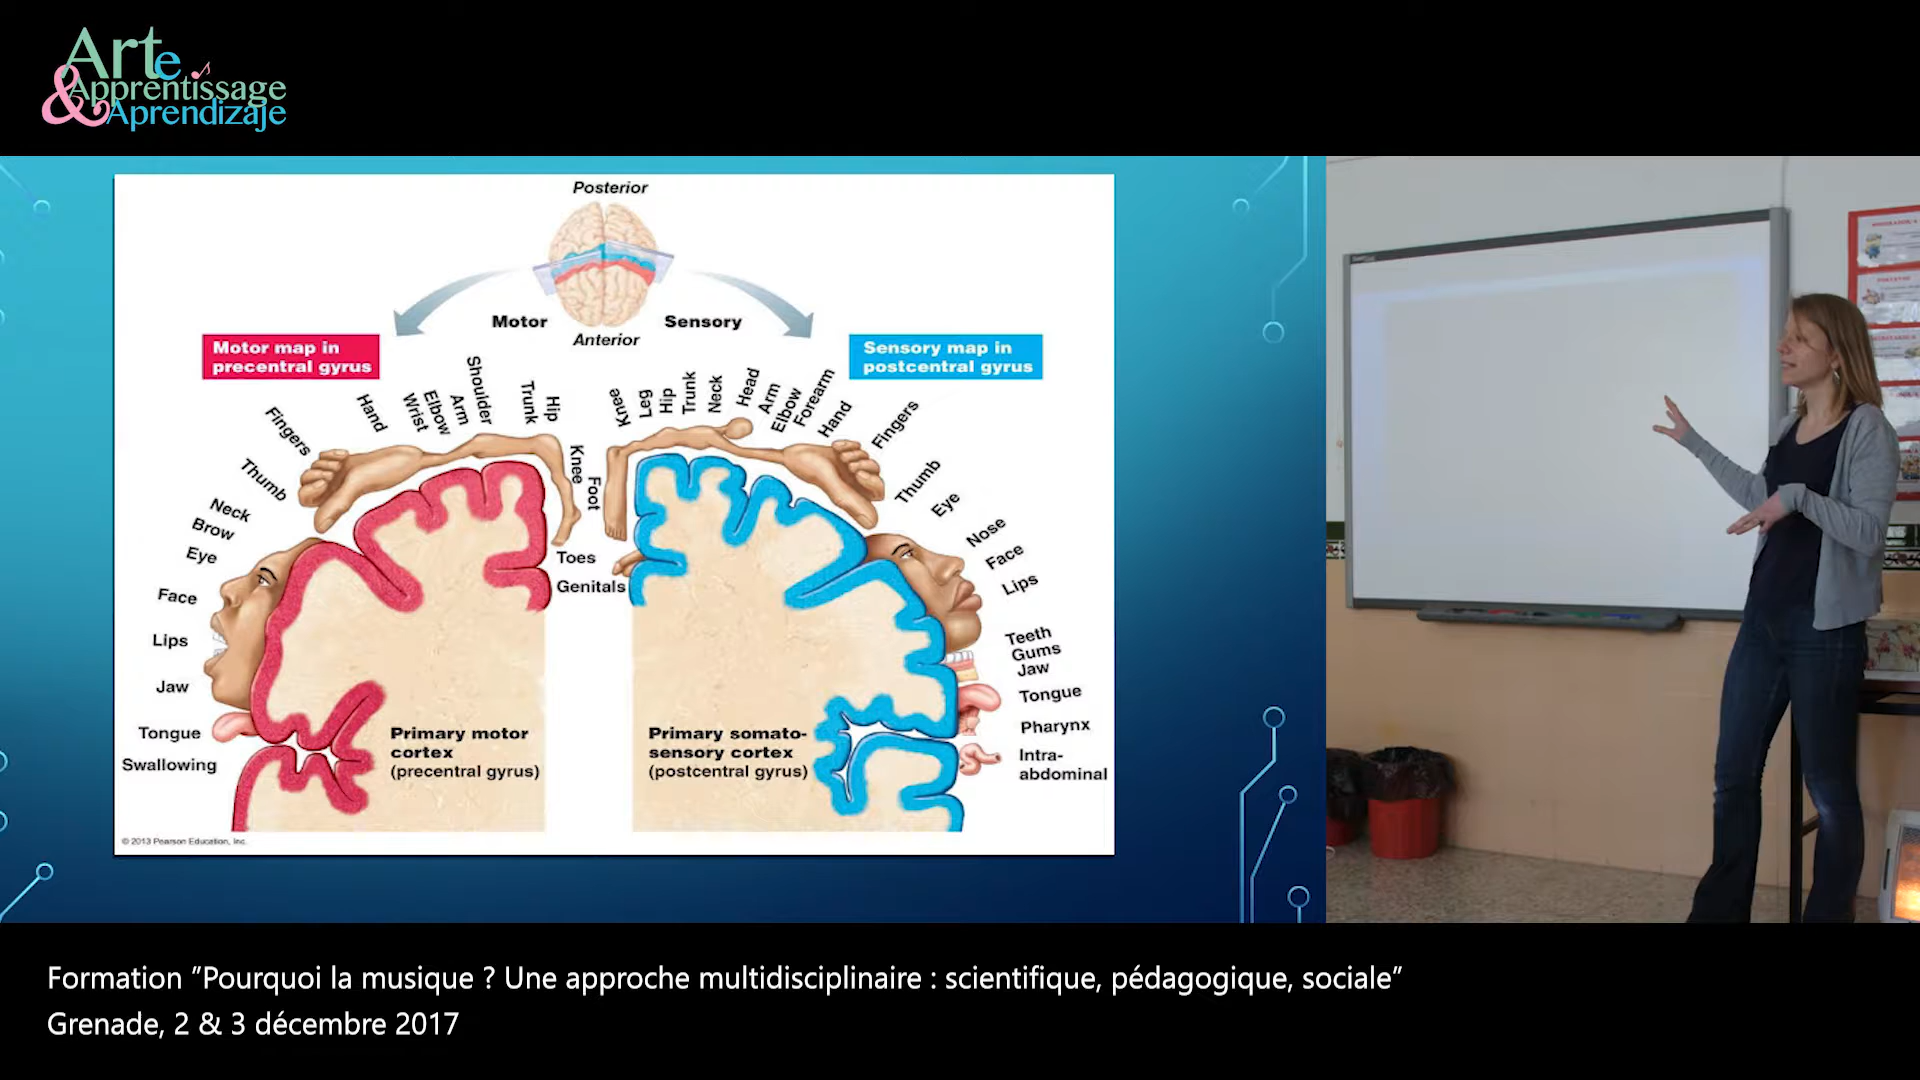 Arte
&Apprentissage
Aprendizaje
Posterior
Motor
Sensory
Anterior
Motor map in
precentral gyrus
Sensory map in
postcentral gyrus
Swallowing
Tongue
Jaw
Lips
Face
Eye
Brow
Neck
Thumb
Fingers
Hand
Wrist
Elbow
Arm
Shoulder
Trunk
Hip
Knee
Foot
Toes
Genitals
Knee
Leg
Hip
Trunk
Neck
Head
Arm
Elbow
Forearm
Hand
Fingers
Thumb
Eye
Nose
Face
Lips
Teeth
Gums
Jaw
Tongue
Pharynx
Intra-
abdominal
Primary motor
cortex
(precentral gyrus)
Primary somato-
sensory cortex
(postcentral gyrus)
© 2013 Pearson Education, Inc.
Formation "Pourquoi la musique ? Une approche multidisciplinaire : scientifique, pédagogique, sociale"
Grenade, 2 & 3 décembre 2017